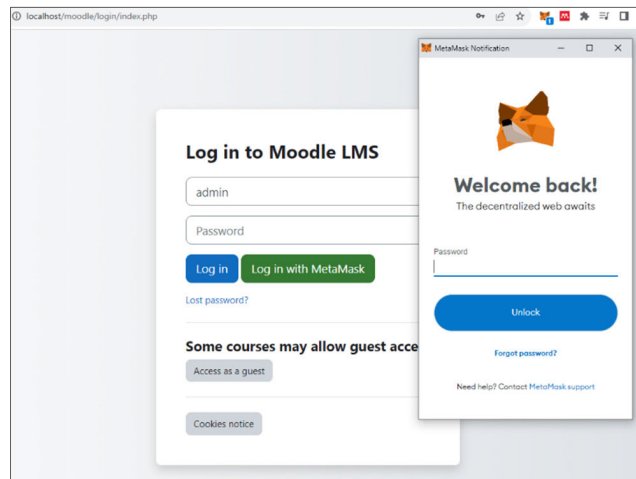 localhost/moodle/login/index.php
1
MetaMask Notification
Welcome back!
The decentralized web awaits
Password
Unlock
Forgot password?
Need help? Contact MetaMask support
Log in to Moodle LMS
admin
Password
Log in
Log in with MetaMask
Lost password?
Some courses may allow guest acce
Access as a guest
Cookies notice